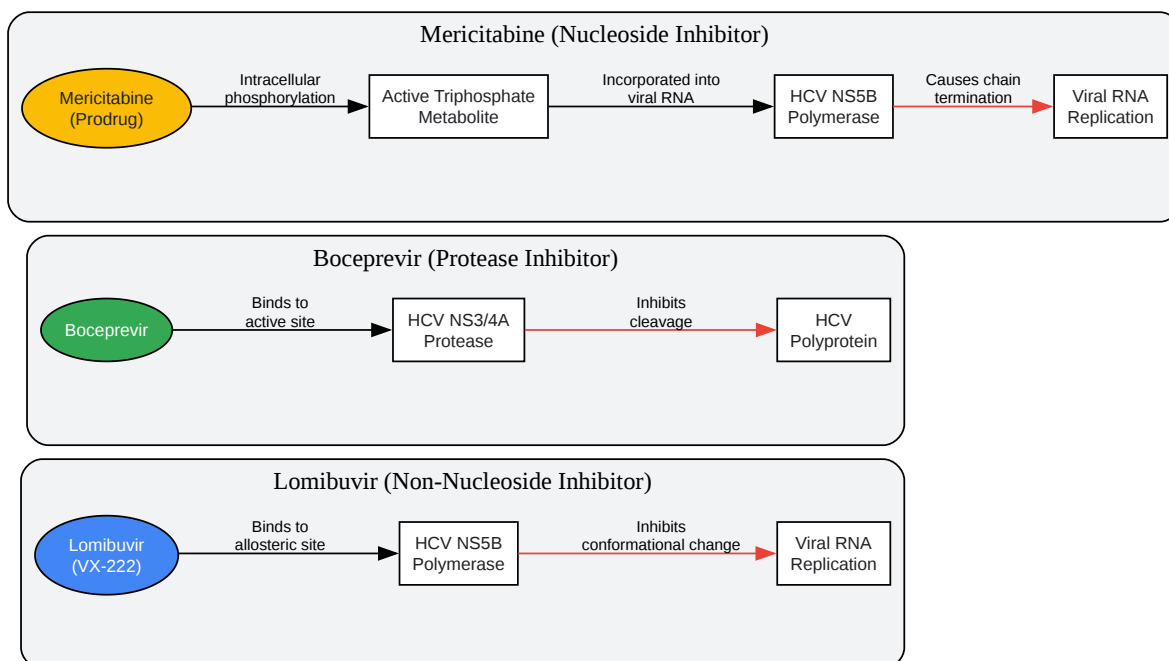 Mericitabine (Nucleoside Inhibitor)
Mericitabine
(Prodrug)
Intracellular
phosphorylation
Active Triphosphate
Metabolite
Incorporated into
viral RNA
HCV NS5B
Polymerase
Causes chain
termination
Viral RNA
Replication
Boceprevir (Protease Inhibitor)
Boceprevir
Binds to
active site
HCV NS3/4A
Protease
Inhibits
cleavage
HCV
Polyprotein
Lomibuvir (Non-Nucleoside Inhibitor)
Lomibuvir
(VX-222)
Binds to
allosteric site
HCV NS5B
Polymerase
Inhibits
conformational change
Viral RNA
Replication